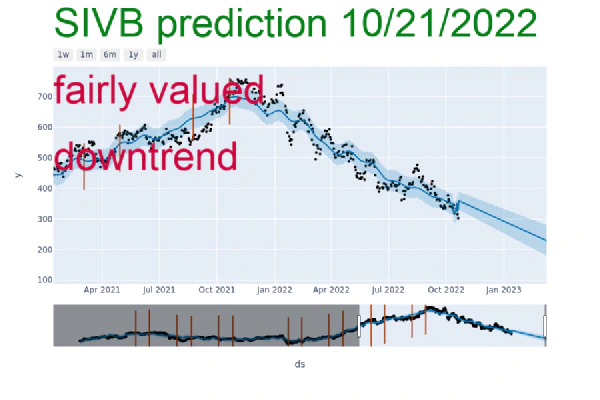 SIVB prediction 10/21/2022
1w 1m 6m 1y all
fairly valued
downtrend
700
600
500
400
300
200
100
y
Apr 2021 Jul 2021 Oct 2021 Jan 2022 Apr 2022 Jul 2022 Oct 2022 Jan 2023
ds